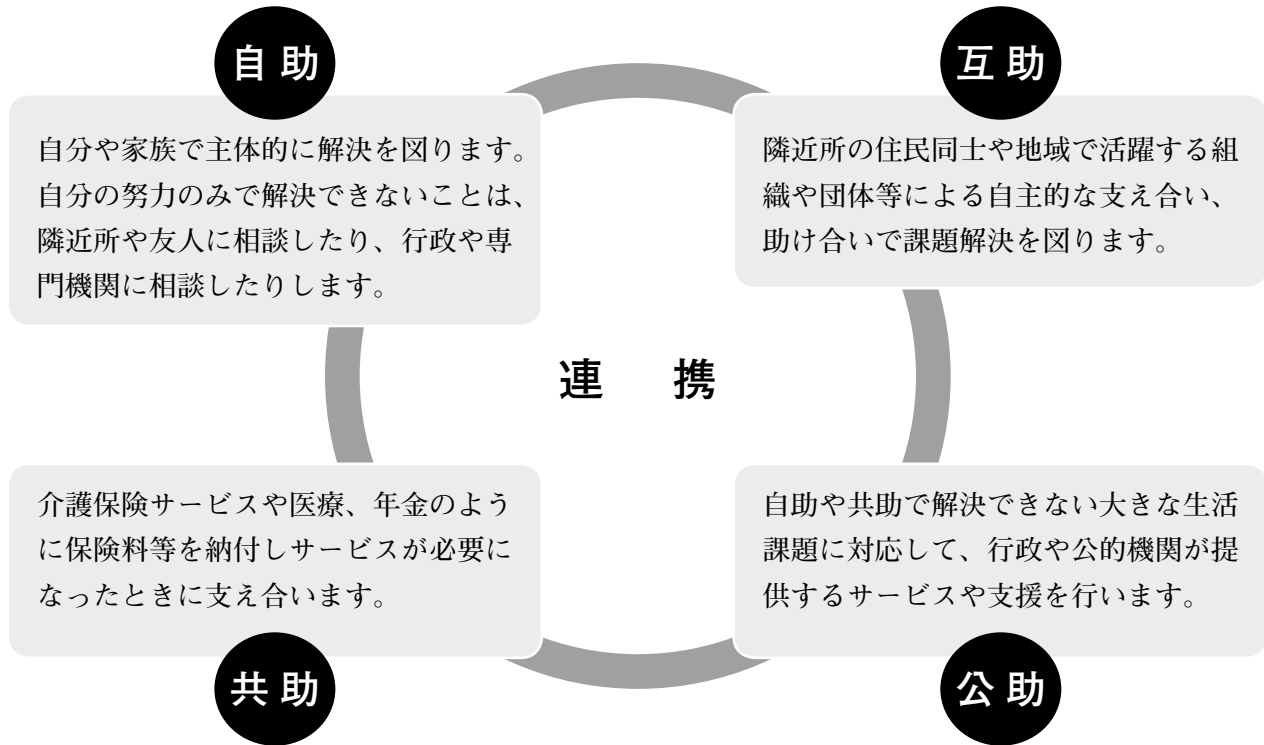 自助
自分や家族で主体的に解決を図ります。
自分の努力のみで解決できないことは、
隣近所や友人に相談したり、行政や専
門機関に相談したりします。
互助
隣近所の住民同士や地域で活躍する組
織や団体等による自主的な支え合い、
助け合いで課題解決を図ります。
連携
介護保険サービスや医療、年金のよう
に保険料等を納付しサービスが必要に
なったときに支え合います。
共助
自助や共助で解決できない大きな生活
課題に対応して、行政や公的機関が提
供するサービスや支援を行います。
公助